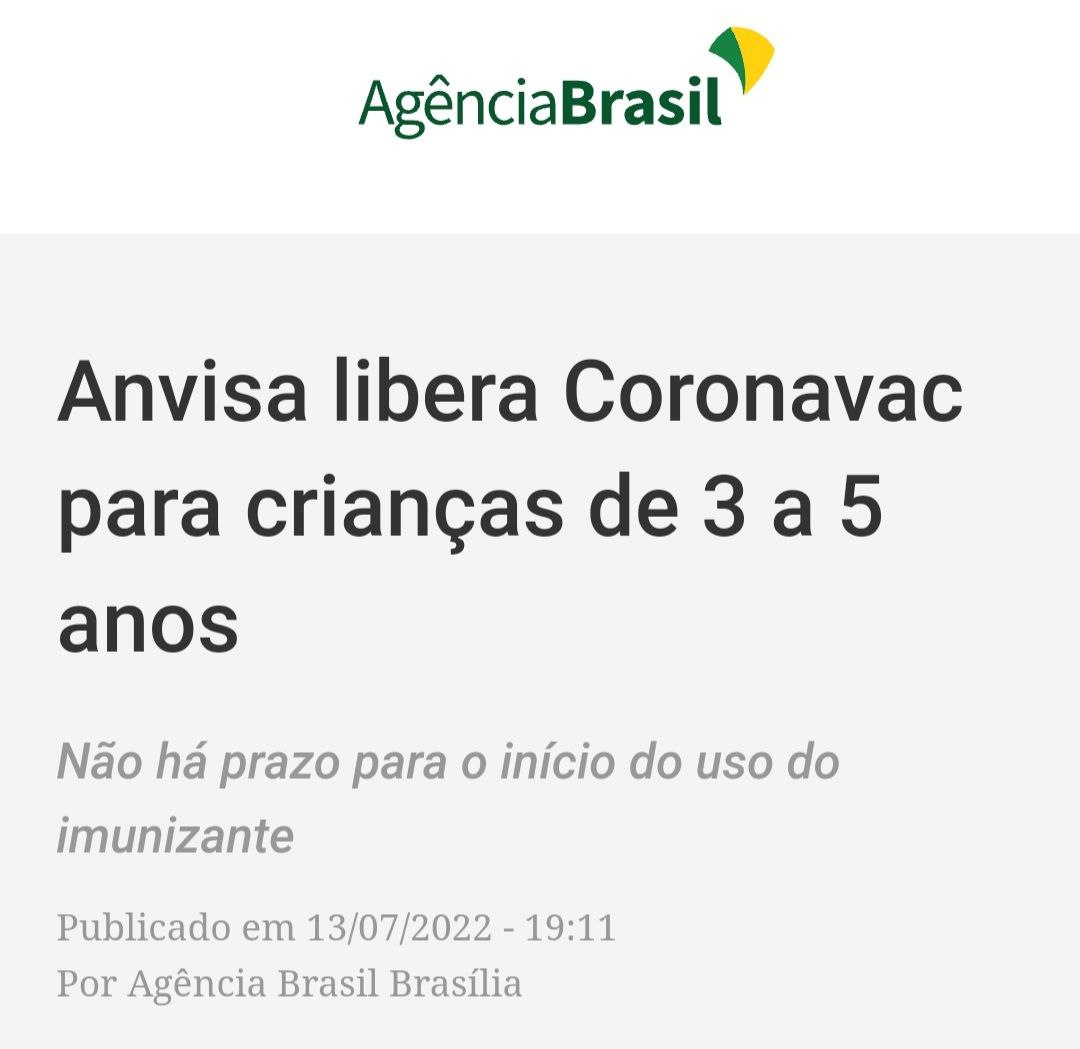 AgênciaBrasil
Anvisa libera Coronavac
para crianças de 3 a 5
anos
Não há prazo para o início do uso do
imunizante
Publicado em 13/07/2022 - 19:11
Por Agência Brasil Brasília